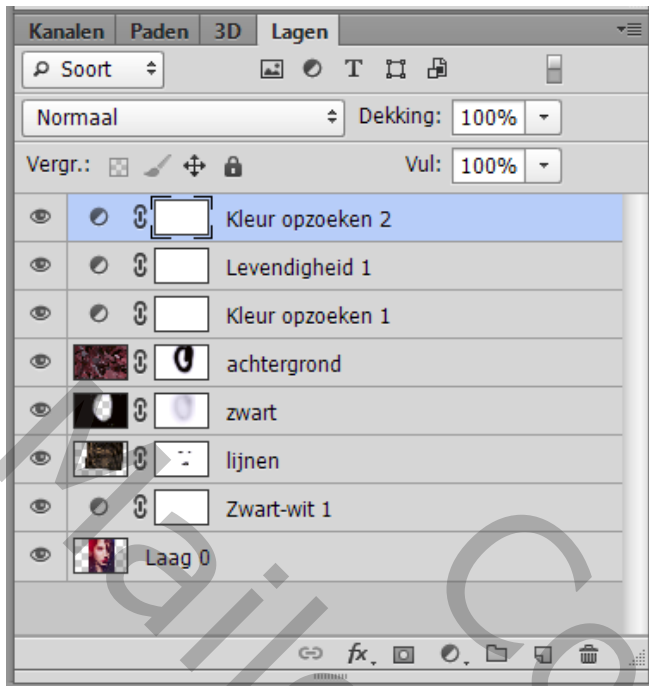 Kanalen Paden 3D Lagen
Soort
Normaal Dekking: 100%
Vergr.: Vul: 100%
Kleur opzoeken 2
Levendigheid 1
Kleur opzoeken 1
achtergrond
zwart
lijnen
Zwart-wit 1
Laag 0
fx